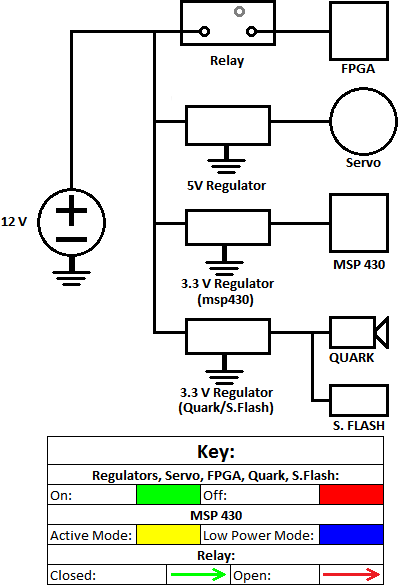 Relay
FPGA
Servo
5V Regulator
12 V
MSP 430
3.3 V Regulator
(msp430)
QUARK
3.3 V Regulator
(Quark/S.Flash)
S. FLASH
Key:
Regulators, Servo, FPGA, Quark, S.Flash:
On: Off:
MSP 430
Active Mode: Low Power Mode:
Relay:
Closed: Open: